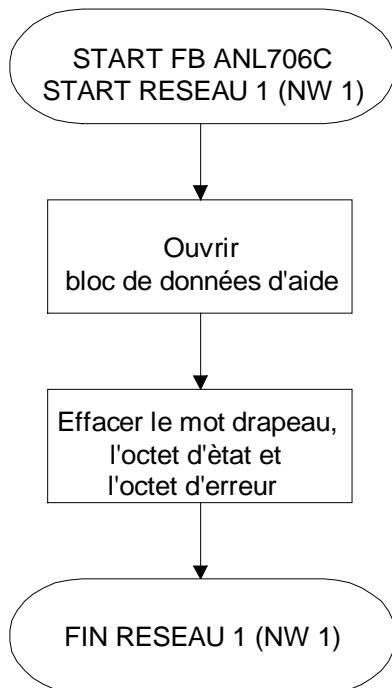 START FB ANL706C
START RESEAU 1 (NW 1)
Ouvrir
bloc de données d'aide
Effacer le mot drapeau,
l'octet d'ètat et
l'octet d'erreur
FIN RESEAU 1 (NW 1)